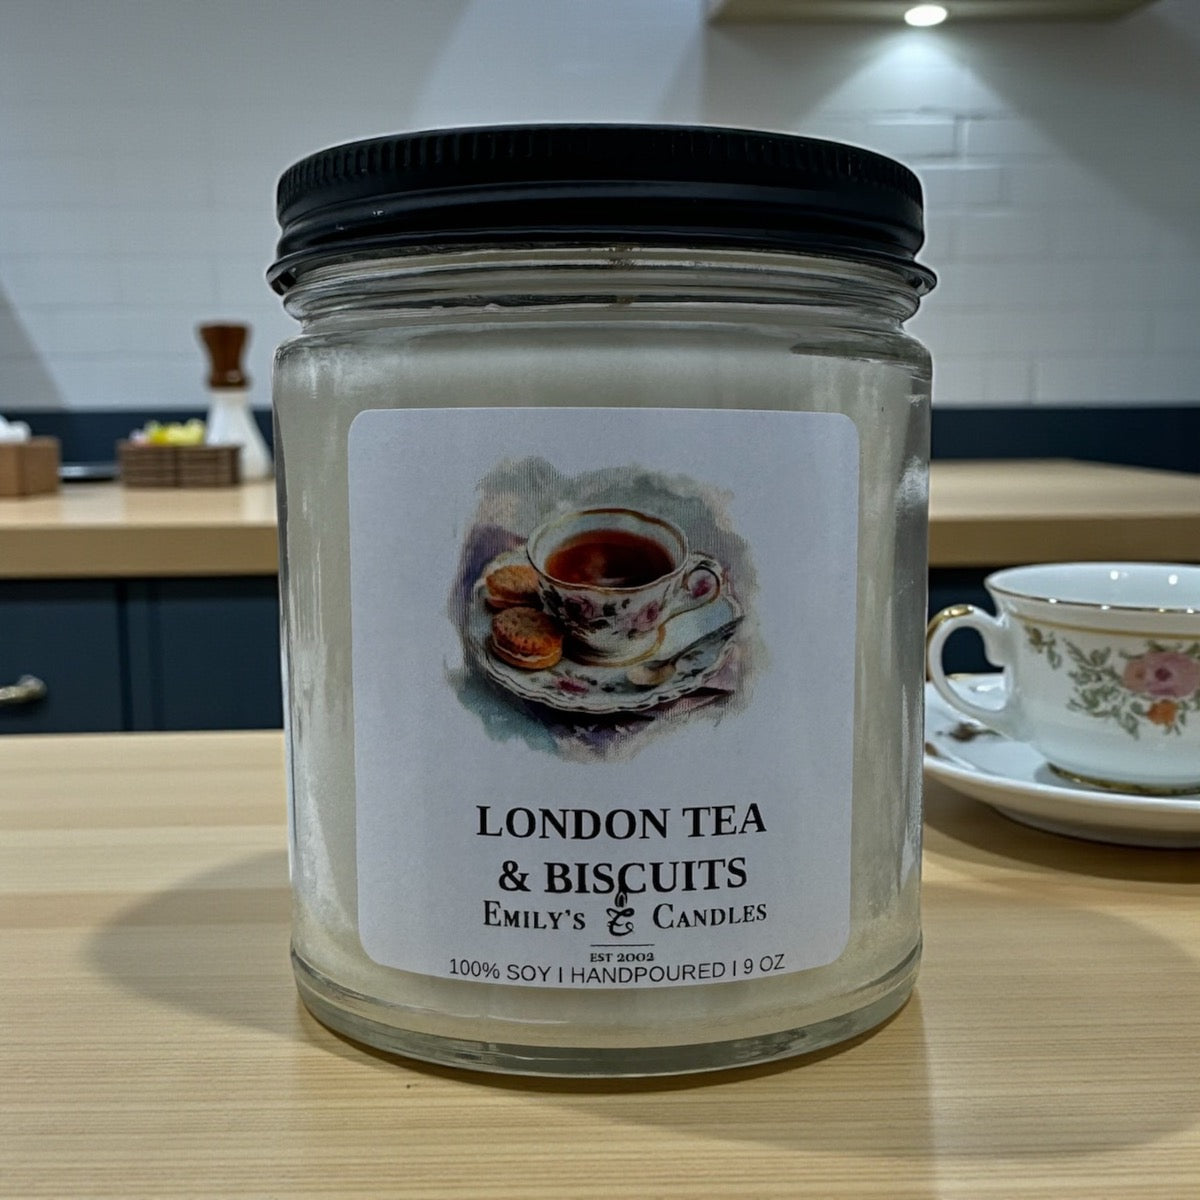 LONDON TEA
& BISCUITS
EMILY'S E CANDLES
EST 2002
100% SOY | HANDPOURED | 9 OZ